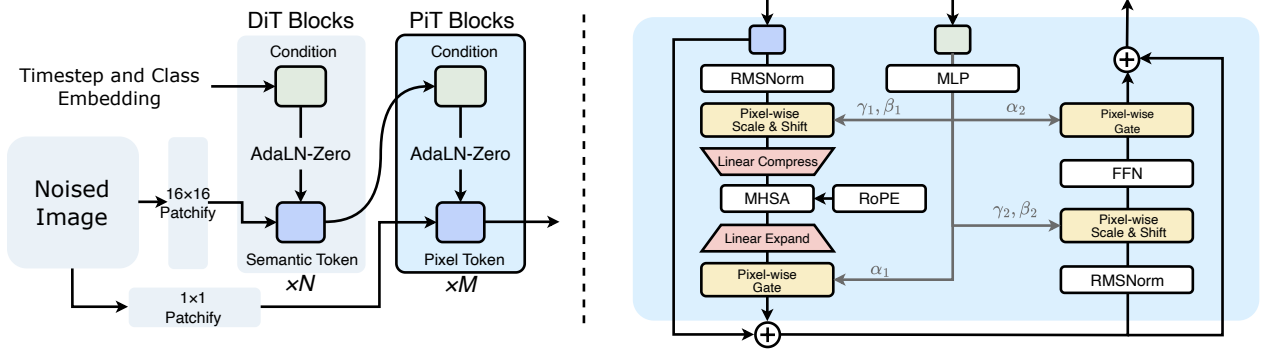 DiT Blocks
PiT Blocks
Condition
Condition
Timestep and Class
Embedding
AdaLN-Zero
AdaLN-Zero
Noised
Image
16×16
Patchify
Semantic Token
Pixel Token
×N
×M
1×1
Patchify
RMSNorm
MLP
Pixel-wise
Scale & Shift
γ₁, β₁
α₂
Pixel-wise
Gate
Linear Compress
FFN
MHSA
RoPE
γ₂, β₂
Pixel-wise
Scale & Shift
Linear Expand
α₁
Pixel-wise
Gate
RMSNorm